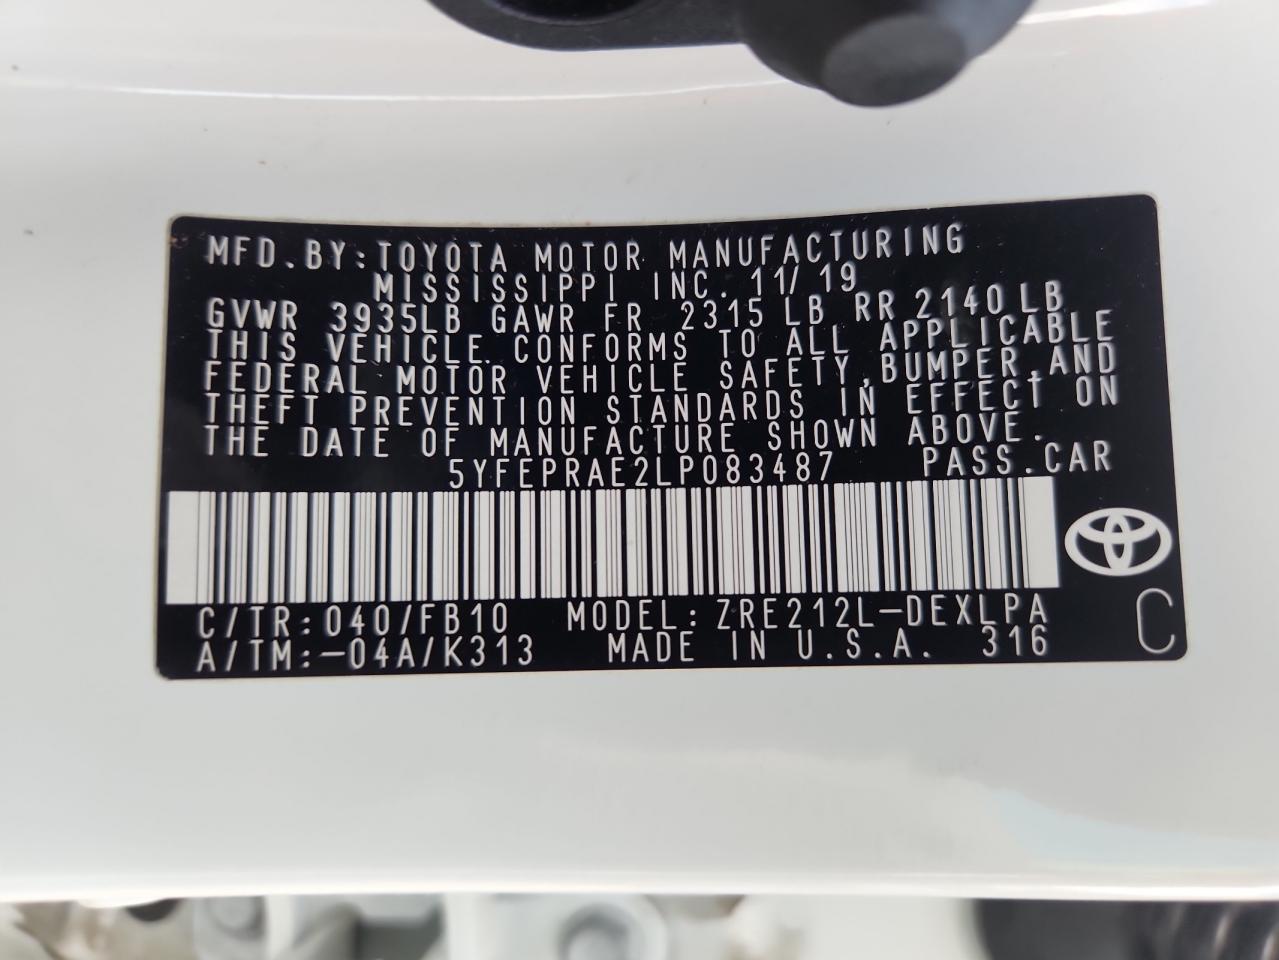 MFD.BY:TOYOTA MOTOR MANUFACTURING
MISSISSIPPI INC. 11/19
GVWR 3935LB GAWR FR 2315 LB RR 2140 LB
THIS VEHICLE CONFORMS TO ALL APPLICABLE
FEDERAL MOTOR VEHICLE SAFETY, BUMPER, AND
THEFT PREVENTION STANDARDS IN EFFECT ON
THE DATE OF MANUFACTURE SHOWN ABOVE.
5YFEPRAE2LP083487 PASS.CAR
C/TR:040/FB10 MODEL:ZRE212L-DEXLPA
A/TM:-04A/K313 MADE IN U.S.A. 316
C